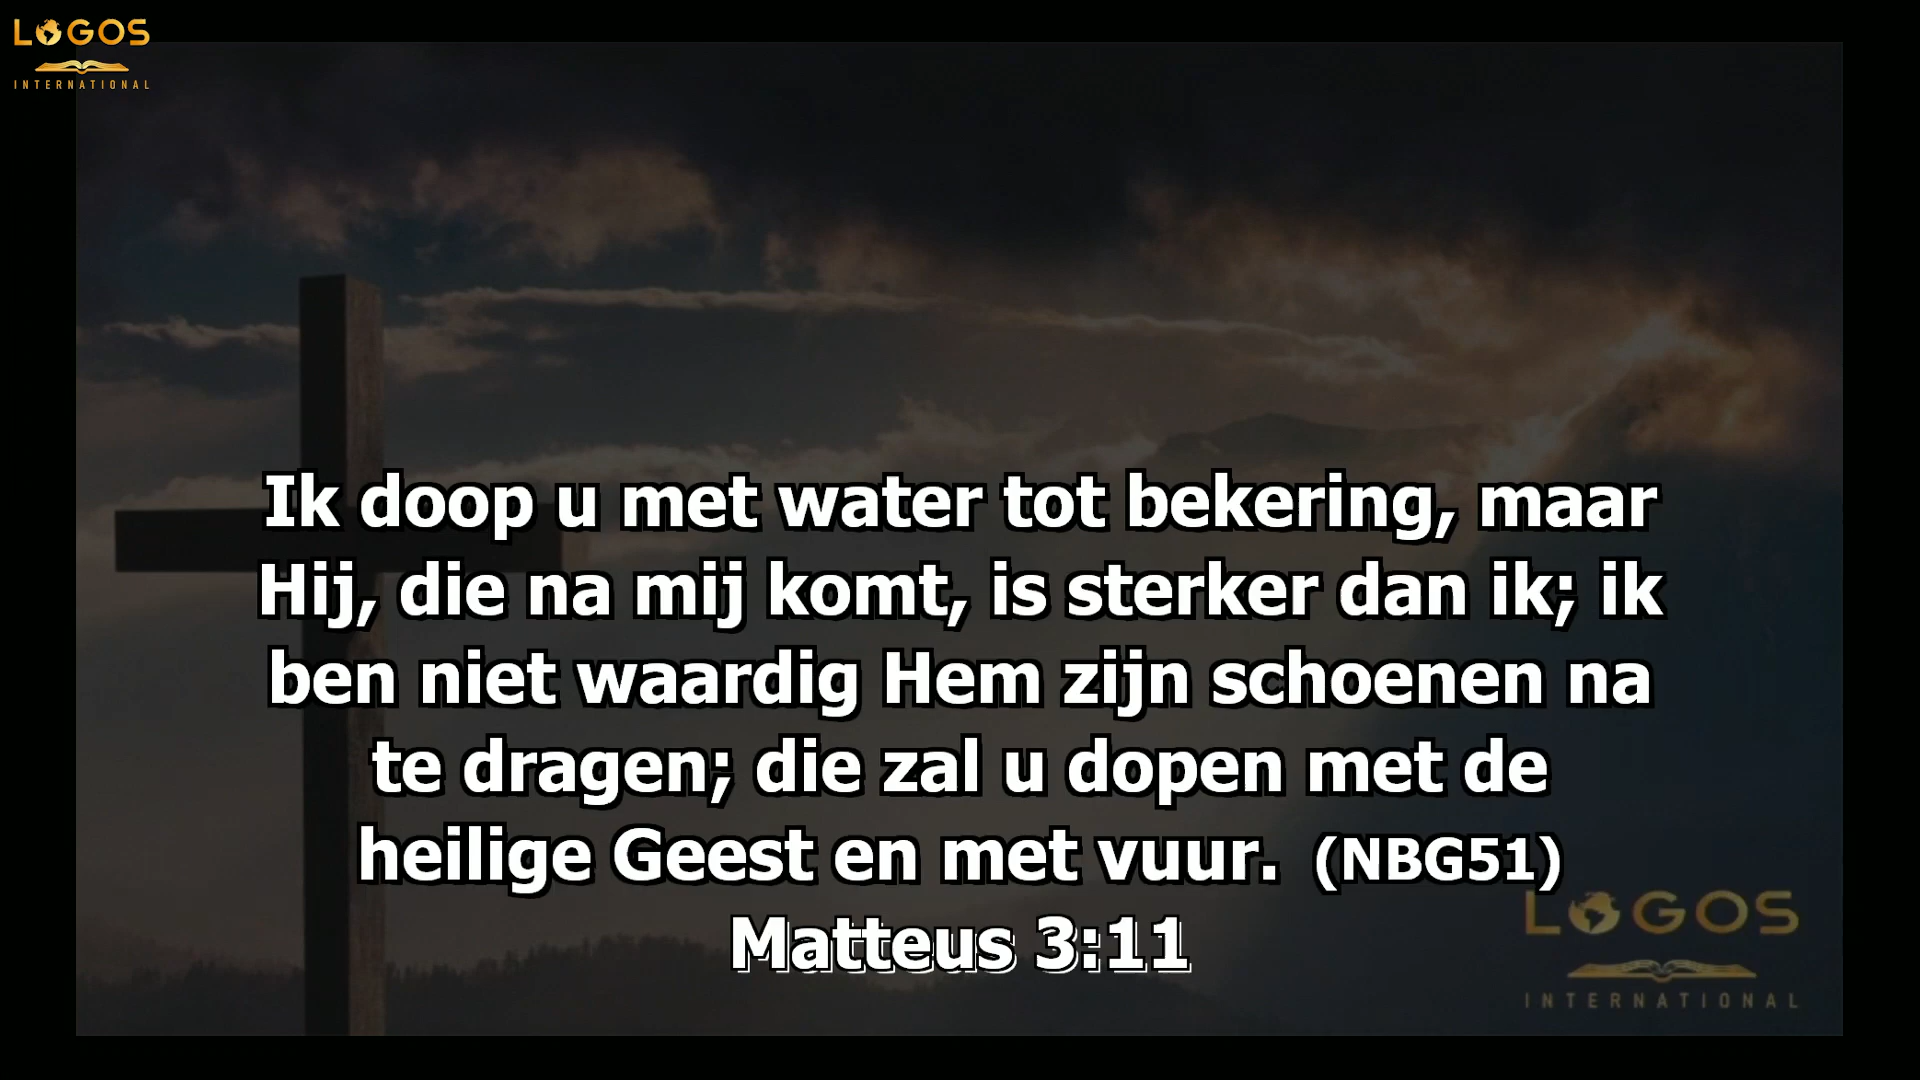 LOGOS
INTERNATIONAL
Ik doop u met water tot bekering, maar
Hij, die na mij komt, is sterker dan ik; ik
ben niet waardig Hem zijn schoenen na
te dragen; die zal u dopen met de
heilige Geest en met vuur. (NBG51)
Matteus 3:11
LOGOS
INTERNATIONAL